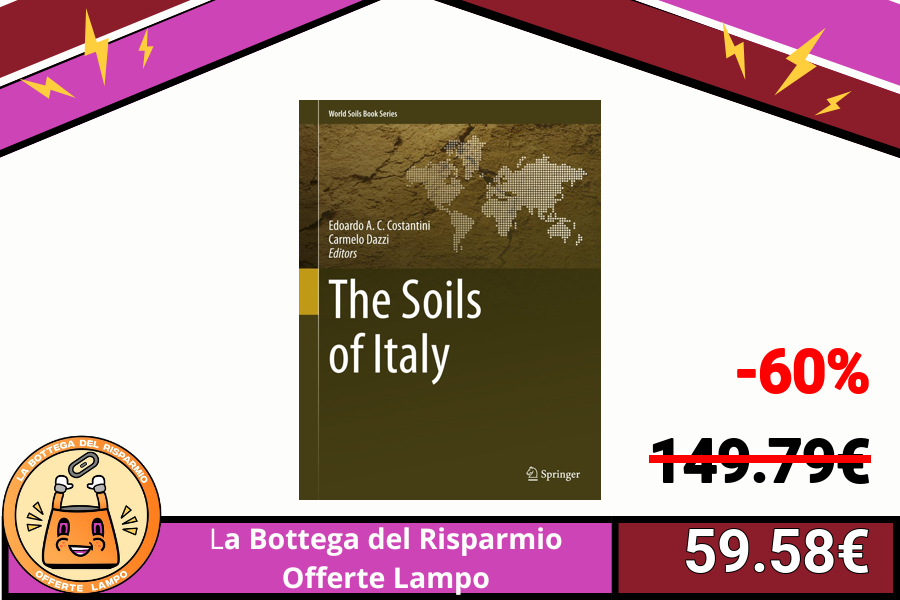 World Soils Book Series
Edoardo A. C. Costantini
Carmelo Dazzi
Editors
The Soils
of Italy
Springer
-60%
149.79€
59.58€
LA BOTTEGA DEL RISPARMIO
OFFERTE LAMPO
La Bottega del Risparmio
Offerte Lampo